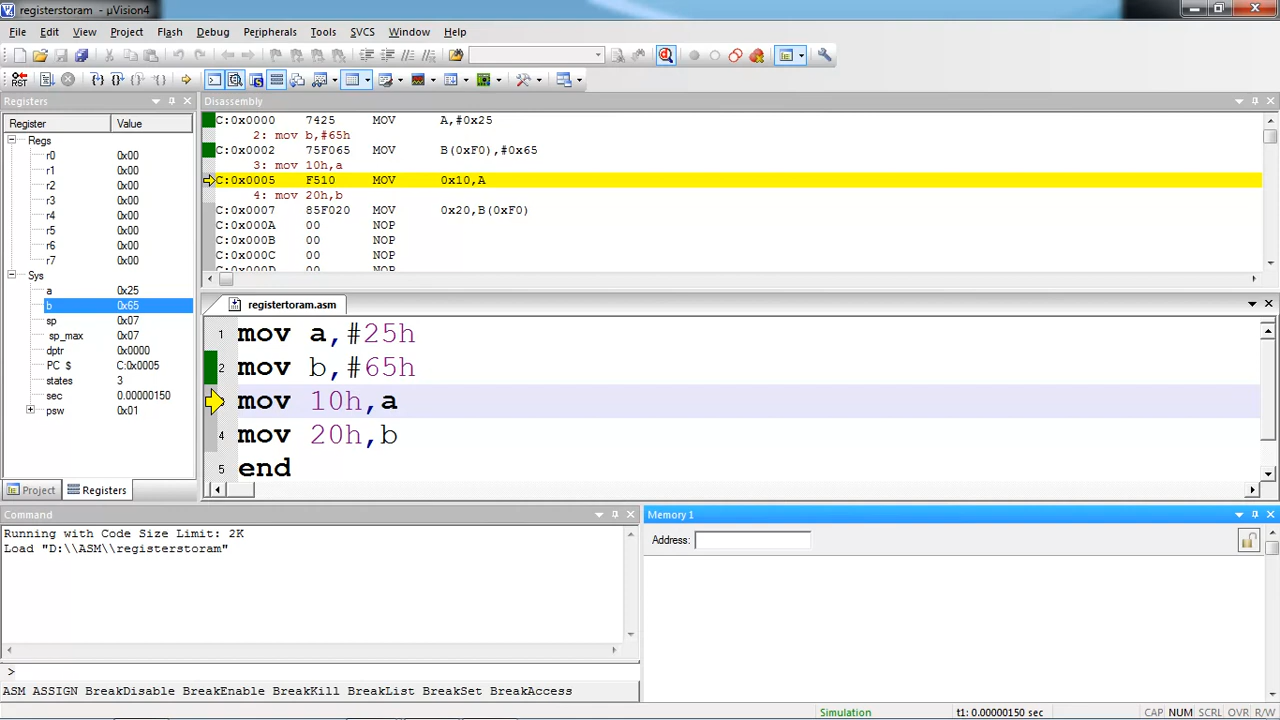 registerstoram - µVision4
File Edit View Project Flash Debug Peripherals Tools SVCS Window Help
RST
Registers
Register Value
Regs
r0 0x00
r1 0x00
r2 0x00
r3 0x00
r4 0x00
r5 0x00
r6 0x00
r7 0x00
Sys
a 0x25
b 0x65
sp 0x07
sp_max 0x07
dptr 0x0000
PC $ C:0x0005
states 3
sec 0.00000150
psw 0x01
Project Registers
Disassembly
C:0x0000 7425 MOV A,#0x25
2: mov b,#65h
C:0x0002 75F065 MOV B(0xF0),#0x65
3: mov 10h,a
C:0x0005 F510 MOV 0x10,A
4: mov 20h,b
C:0x0007 85F020 MOV 0x20,B(0xF0)
C:0x000A 00 NOP
C:0x000B 00 NOP
C:0x000C 00 NOP
C:0x000D 00 NOP
registertoram.asm
1 mov a,#25h
2 mov b,#65h
mov 10h,a
4 mov 20h,b
5 end
Command
Running with Code Size Limit: 2K
Load "D:\\ASM\\registerstoram"
>
ASM ASSIGN BreakDisable BreakEnable BreakKill BreakList BreakSet BreakAccess
Memory 1
Address:
Simulation t1: 0.00000150 sec CAP NUM SCRL OVR R/W